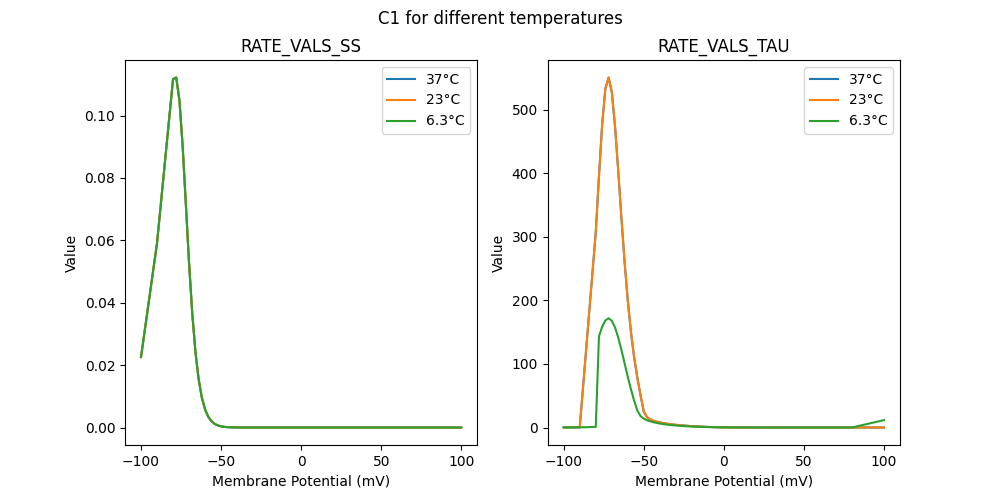 C1 for different temperatures
RATE_VALS_SS
37°C
23°C
6.3°C
0.10
0.08
0.06
0.04
0.02
0.00
Value
−100
−50
0
50
100
Membrane Potential (mV)
RATE_VALS_TAU
37°C
23°C
6.3°C
500
400
300
200
100
0
Value
−100
−50
0
50
100
Membrane Potential (mV)